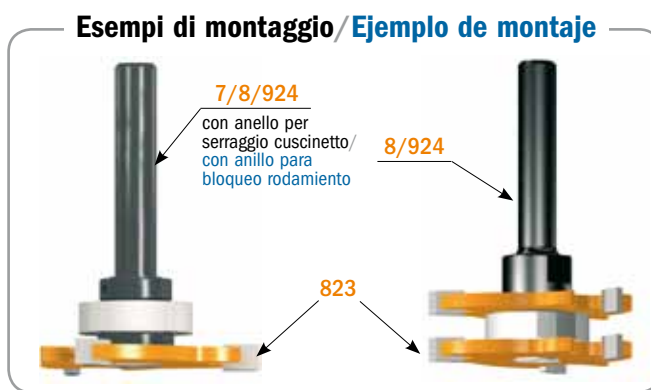 Esempi di montaggio/Ejemplo de montaje
7/8/924
con anello per
serraggio cuscinetto/
con anillo para
bloqueo rodamiento
8/924
823